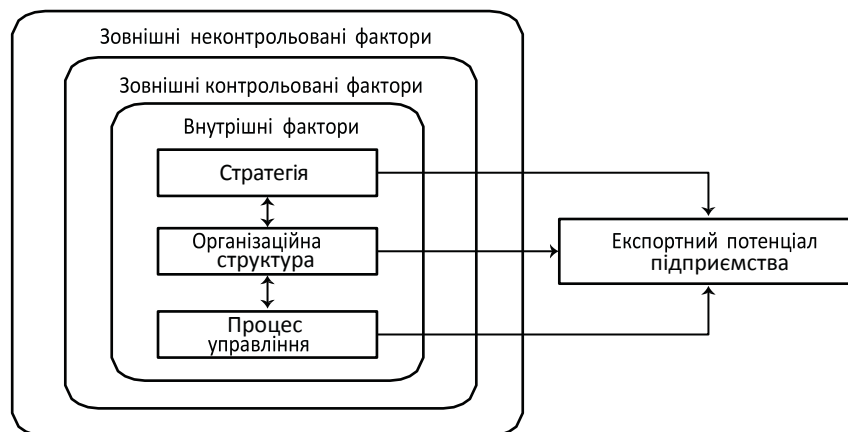 Зовнішні неконтрольовані фактори
Зовнішні контрольовані фактори
Внутрішні фактори
Стратегія
Організаційна
структура
Процес
управління
Експортний потенціал
підприємства